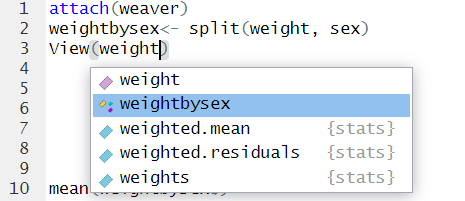 1 attach(weaver)
2 weightbysex<- split(weight, sex)
3 View(weight)
4 weight
5 weightbysex
6 weighted.mean {stats}
7 weighted.residuals {stats}
8 weights {stats}
9
10 mean(